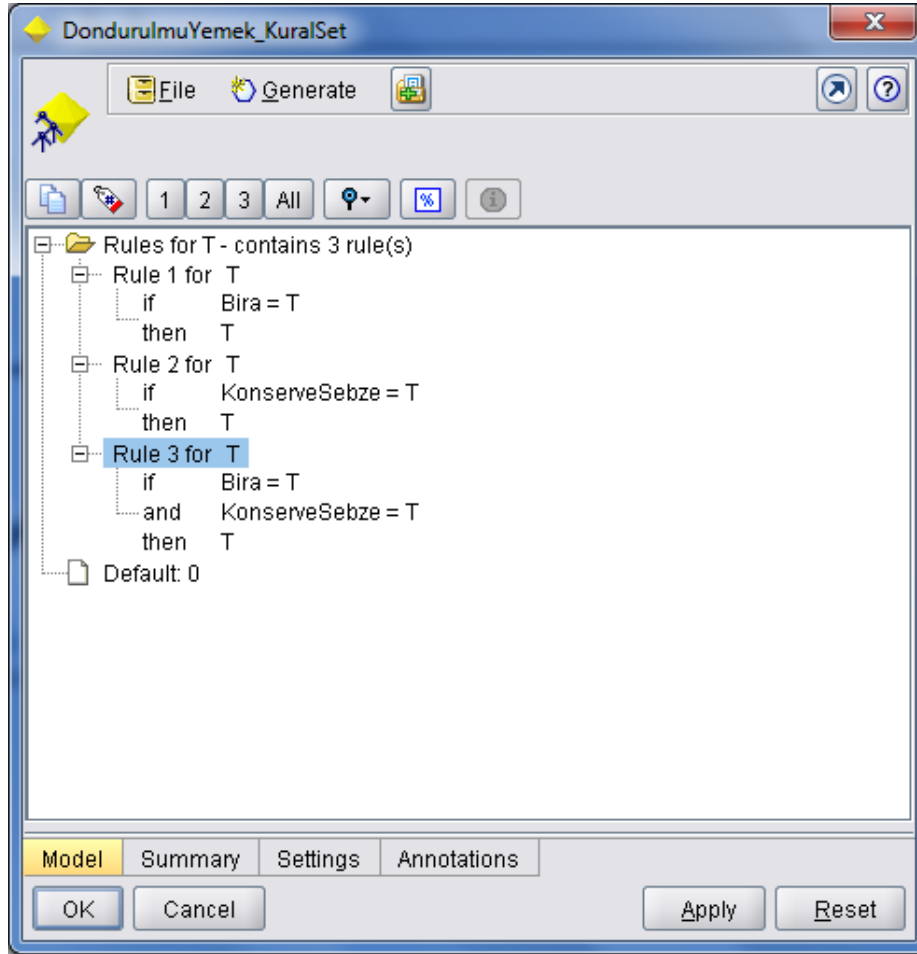 DondurulmuYemek_KuralSet
File Generate
1 2 3 All %
Rules for T - contains 3 rule(s)
Rule 1 for T
if Bira = T
then T
Rule 2 for T
if KonserveSebze = T
then T
Rule 3 for T
if Bira = T
and KonserveSebze = T
then T
Default: 0
Model Summary Settings Annotations
OK Cancel Apply Reset